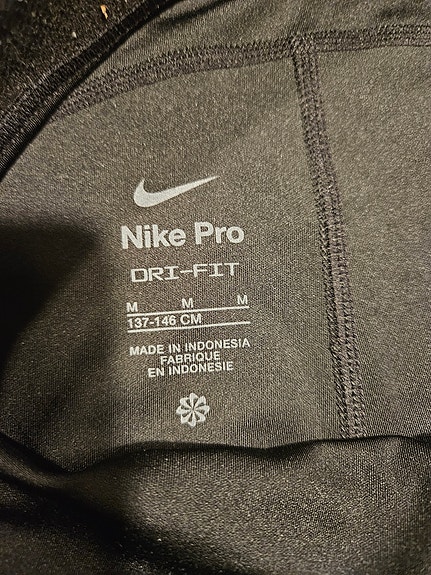 Nike Pro
DRI-FIT
M M M
137-146 CM
MADE IN INDONESIA
FABRIQUE
EN INDONESIE